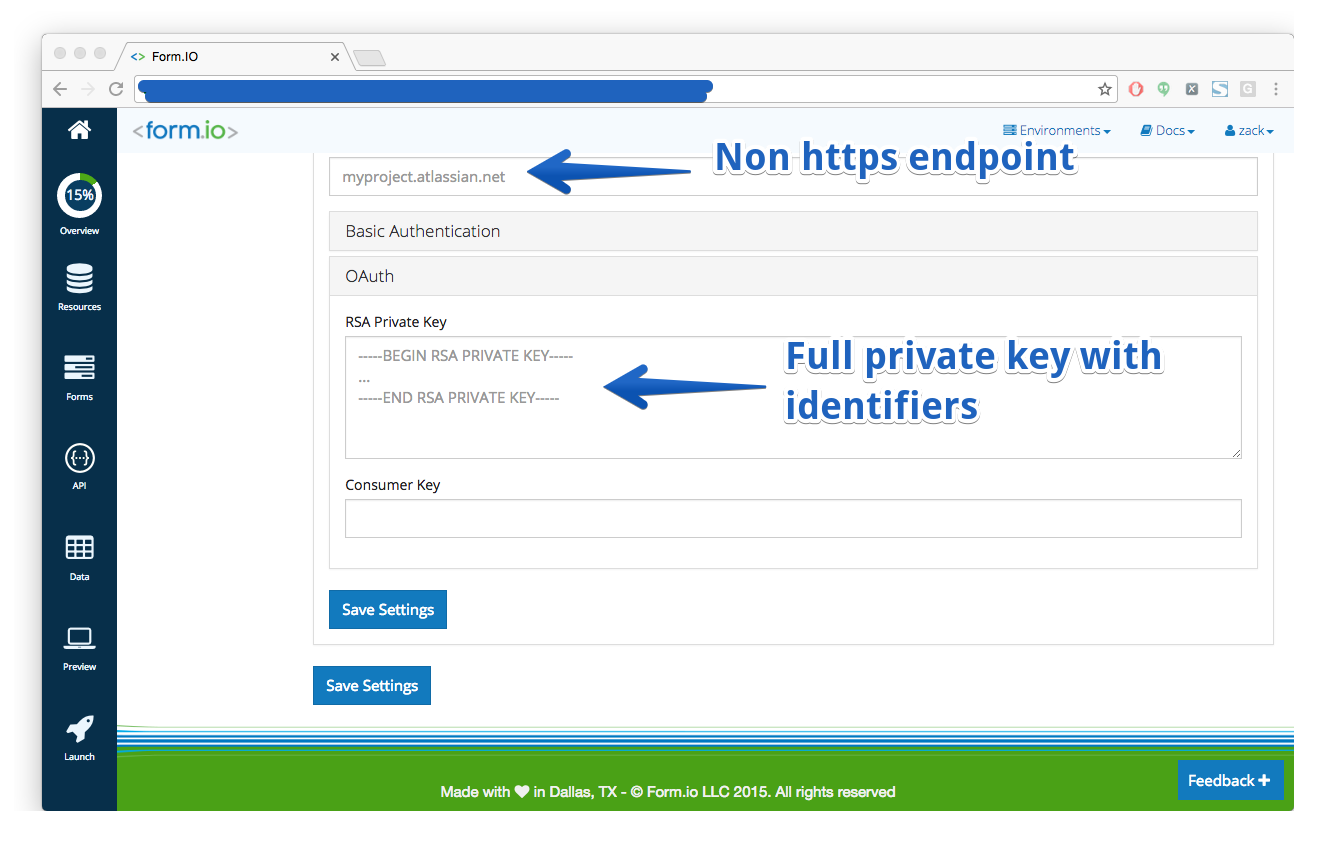 <> Form.IO
<form.io>
Environments
Docs
zack
Non https endpoint
myproject.atlassian.net
15%
Overview
Basic Authentication
OAuth
Resources
RSA Private Key
-----BEGIN RSA PRIVATE KEY-----
...
-----END RSA PRIVATE KEY-----
Full private key with
identifiers
Forms
{...}
API
Consumer Key
Data
Save Settings
Preview
Save Settings
Launch
Feedback +
Made with ♥ in Dallas, TX - © Form.io LLC 2015. All rights reserved